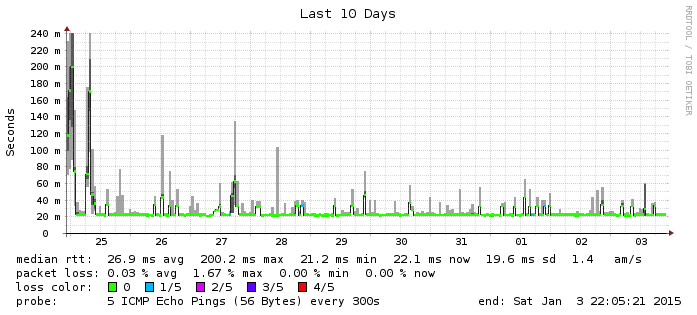 Last 10 Days
RRDTOOL / TOBI OETIKER
Seconds
240 m
220 m
200 m
180 m
160 m
140 m
120 m
100 m
80 m
60 m
40 m
20 m
0
25 26 27 28 29 30 31 01 02 03
median rtt: 26.9 ms avg 200.2 ms max 21.2 ms min 22.1 ms now 19.6 ms sd 1.4 am/s
packet loss: 0.03 % avg 1.67 % max 0.00 % min 0.00 % now
loss color: 0 1/5 2/5 3/5 4/5
probe: 5 ICMP Echo Pings (56 Bytes) every 300s end: Sat Jan 3 22:05:21 2015